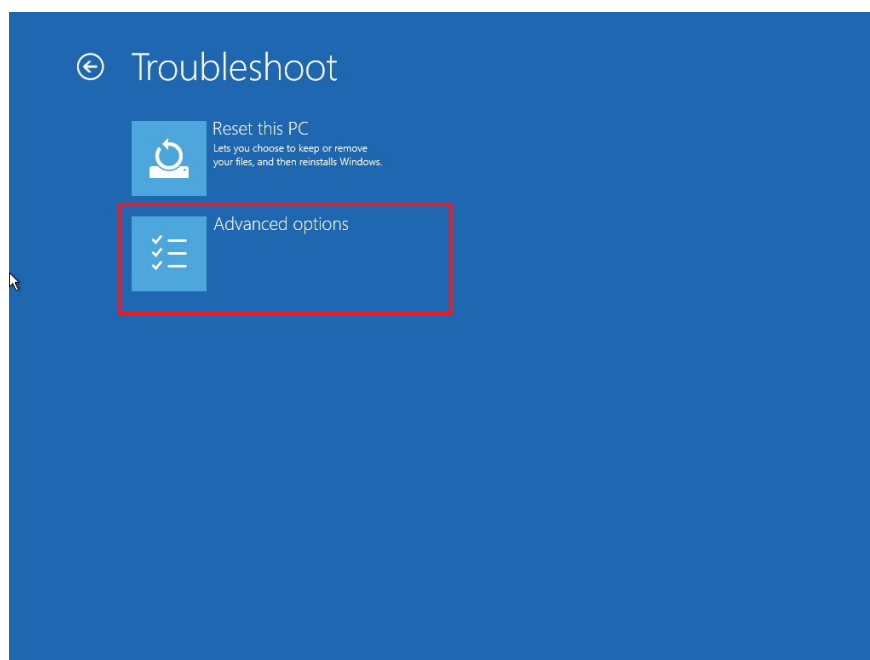 Troubleshoot
Reset this PC
Lets you choose to keep or remove
your files, and then reinstalls Windows.
Advanced options